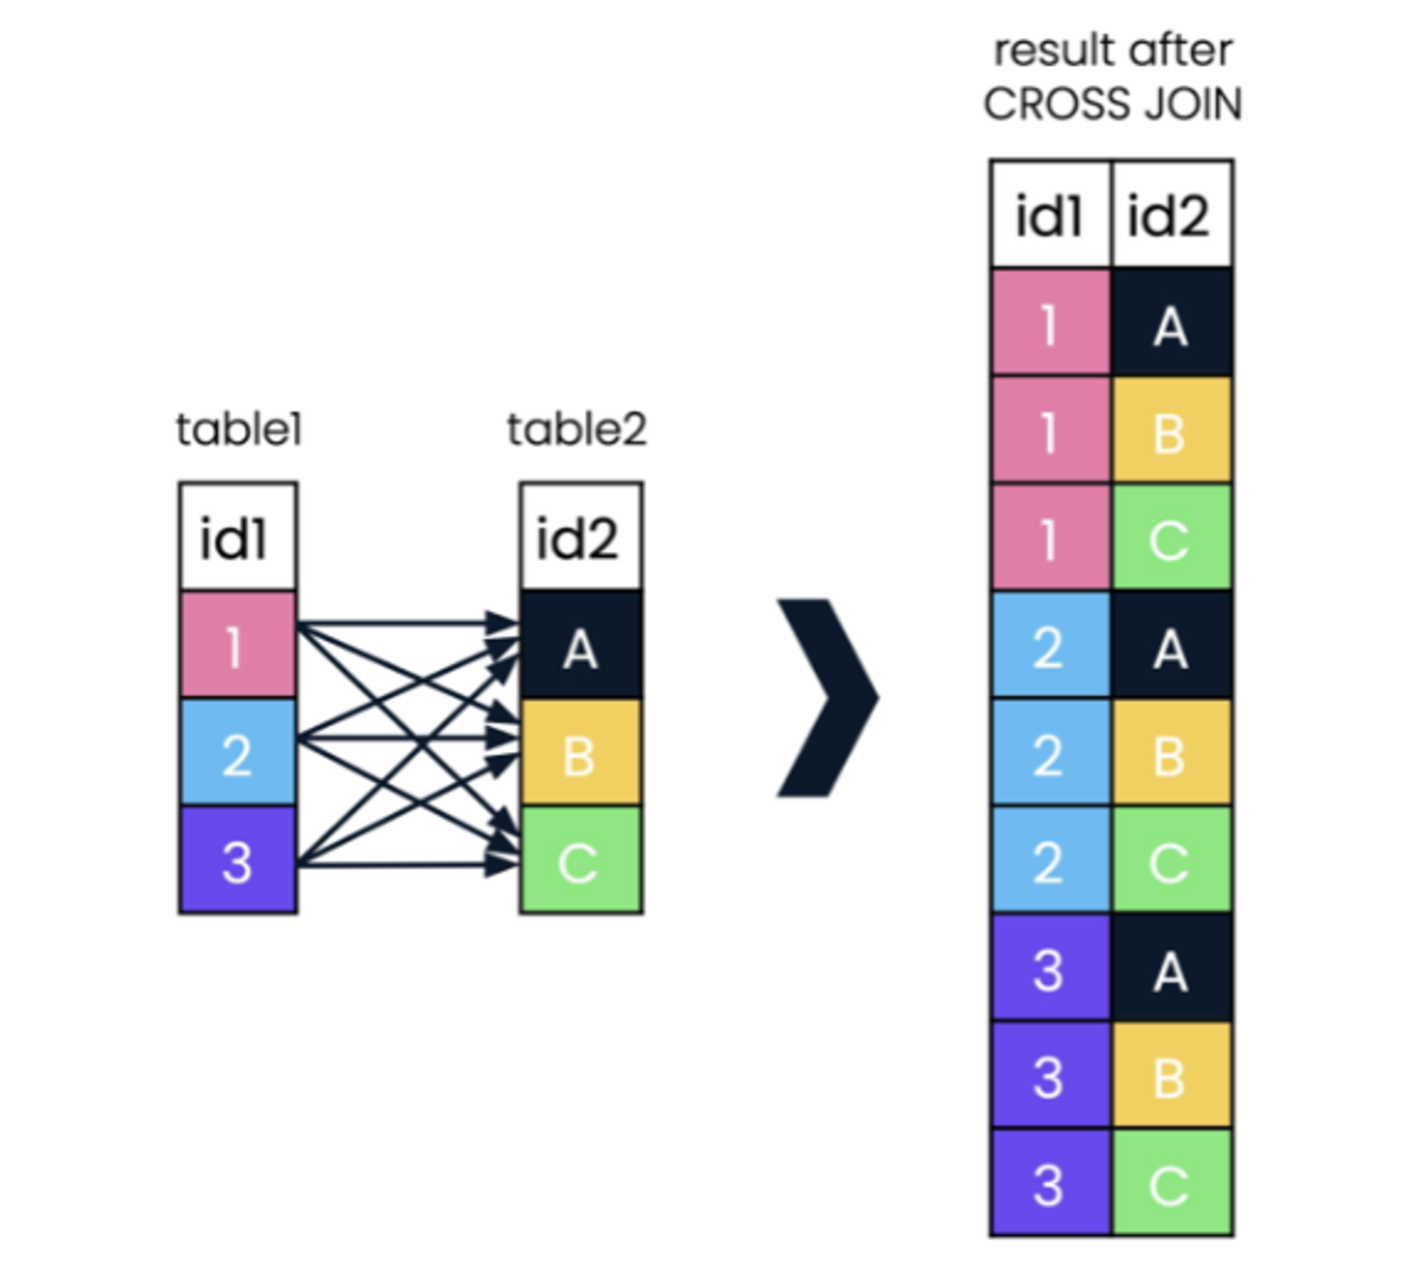 result after
CROSS JOIN
id1 id2
1 A
1 B
1 C
2 A
2 B
2 C
3 A
3 B
3 C
table1
id1
1
2
3
table2
id2
A
B
C